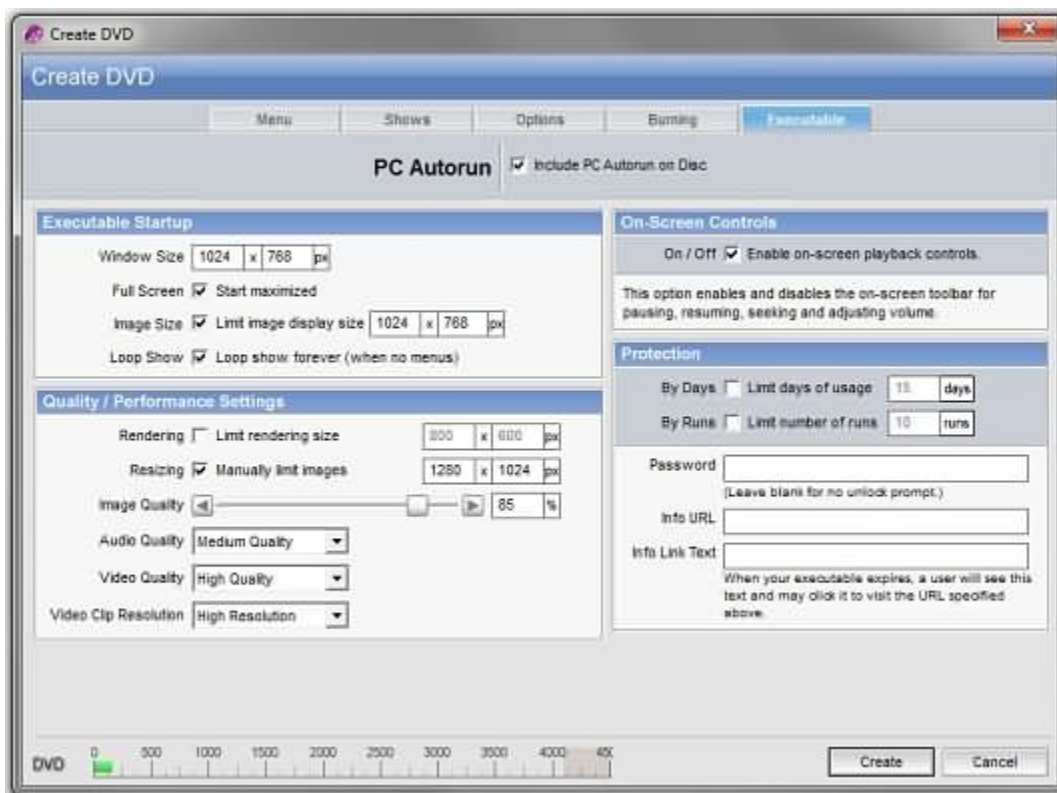 Create DVD
Create DVD
Menu Shows Options Burning Executable
PC Autorun Include PC Autorun on Disc
Executable Startup
Window Size 1024 x 768 px
Full Screen Start maximized
Image Size Limit image display size 1024 x 768 px
Loop Show Loop show forever (when no menus)
Quality / Performance Settings
Rendering Limit rendering size 800 x 600 px
Resizing Manually limit images 1280 x 1024 px
Image Quality 85 %
Audio Quality Medium Quality
Video Quality High Quality
Video Clip Resolution High Resolution
On-Screen Controls
On / Off Enable on-screen playback controls.
This option enables and disables the on-screen toolbar for
pausing, resuming, seeking and adjusting volume.
Protection
By Days Limit days of usage 15 days
By Runs Limit number of runs 10 runs
Password
(Leave blank for no unlock prompt.)
Info URL
Info Link Text
When your executable expires, a user will see this
text and may click it to visit the URL specified
above.
DVD 0 500 1000 1500 2000 2500 3000 3500 4000 450
Create Cancel